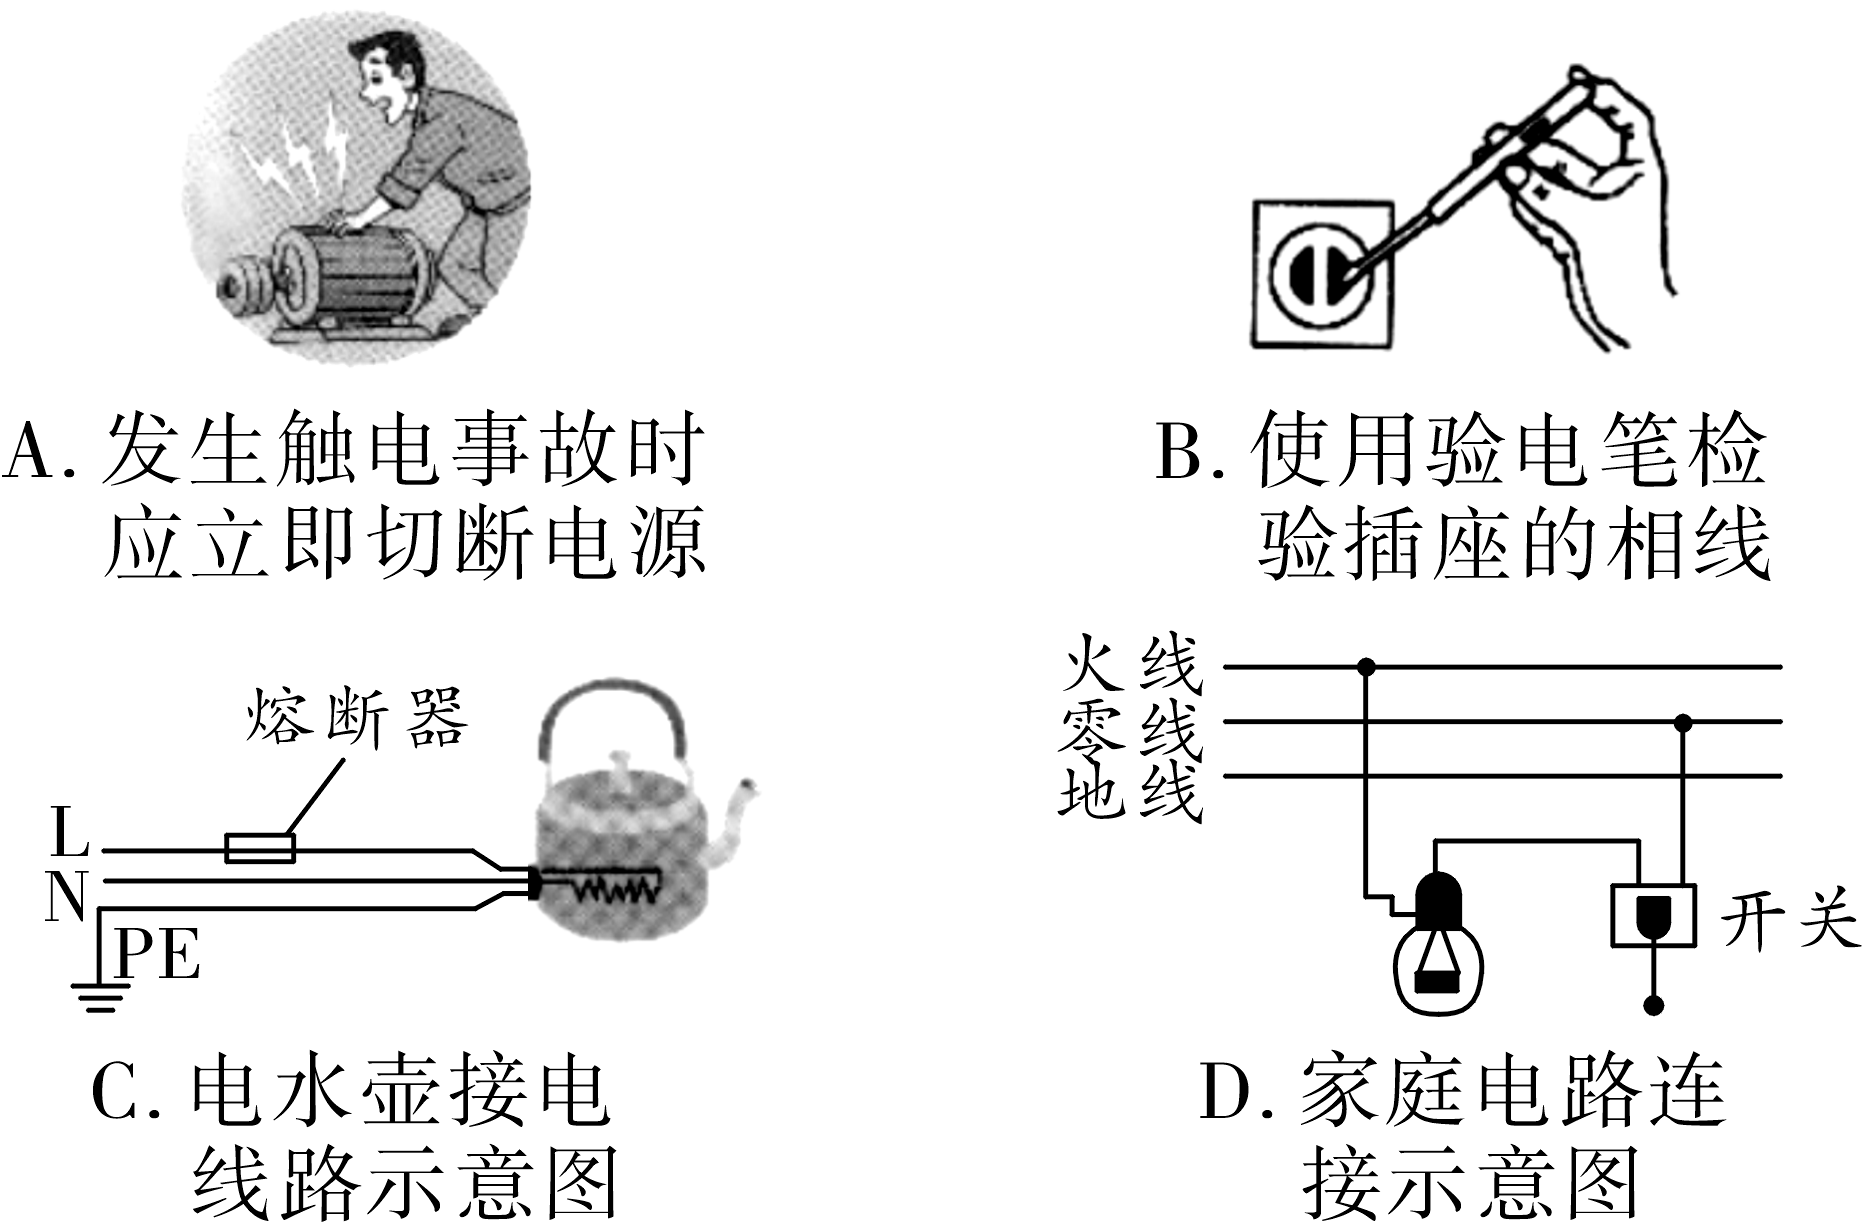 A. 发生触电事故时
应立即切断电源
B. 使用验电笔检
验插座的相线
熔断器
L
N
PE
C. 电水壶接电
线路示意图
火线
零线
地线
开关
D. 家庭电路连
接示意图